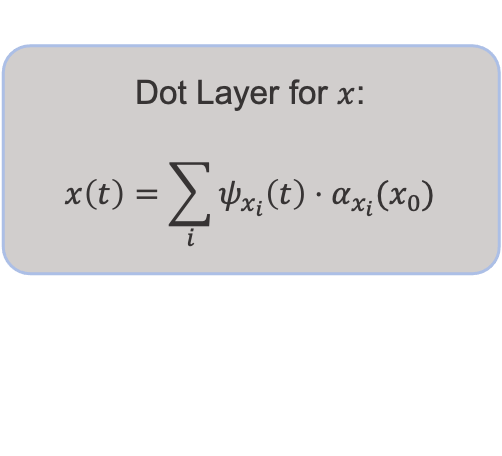 Dot Layer for x:
x(t) = ∑_i ψ_{x_i}(t) · α_{x_i}(x_0)